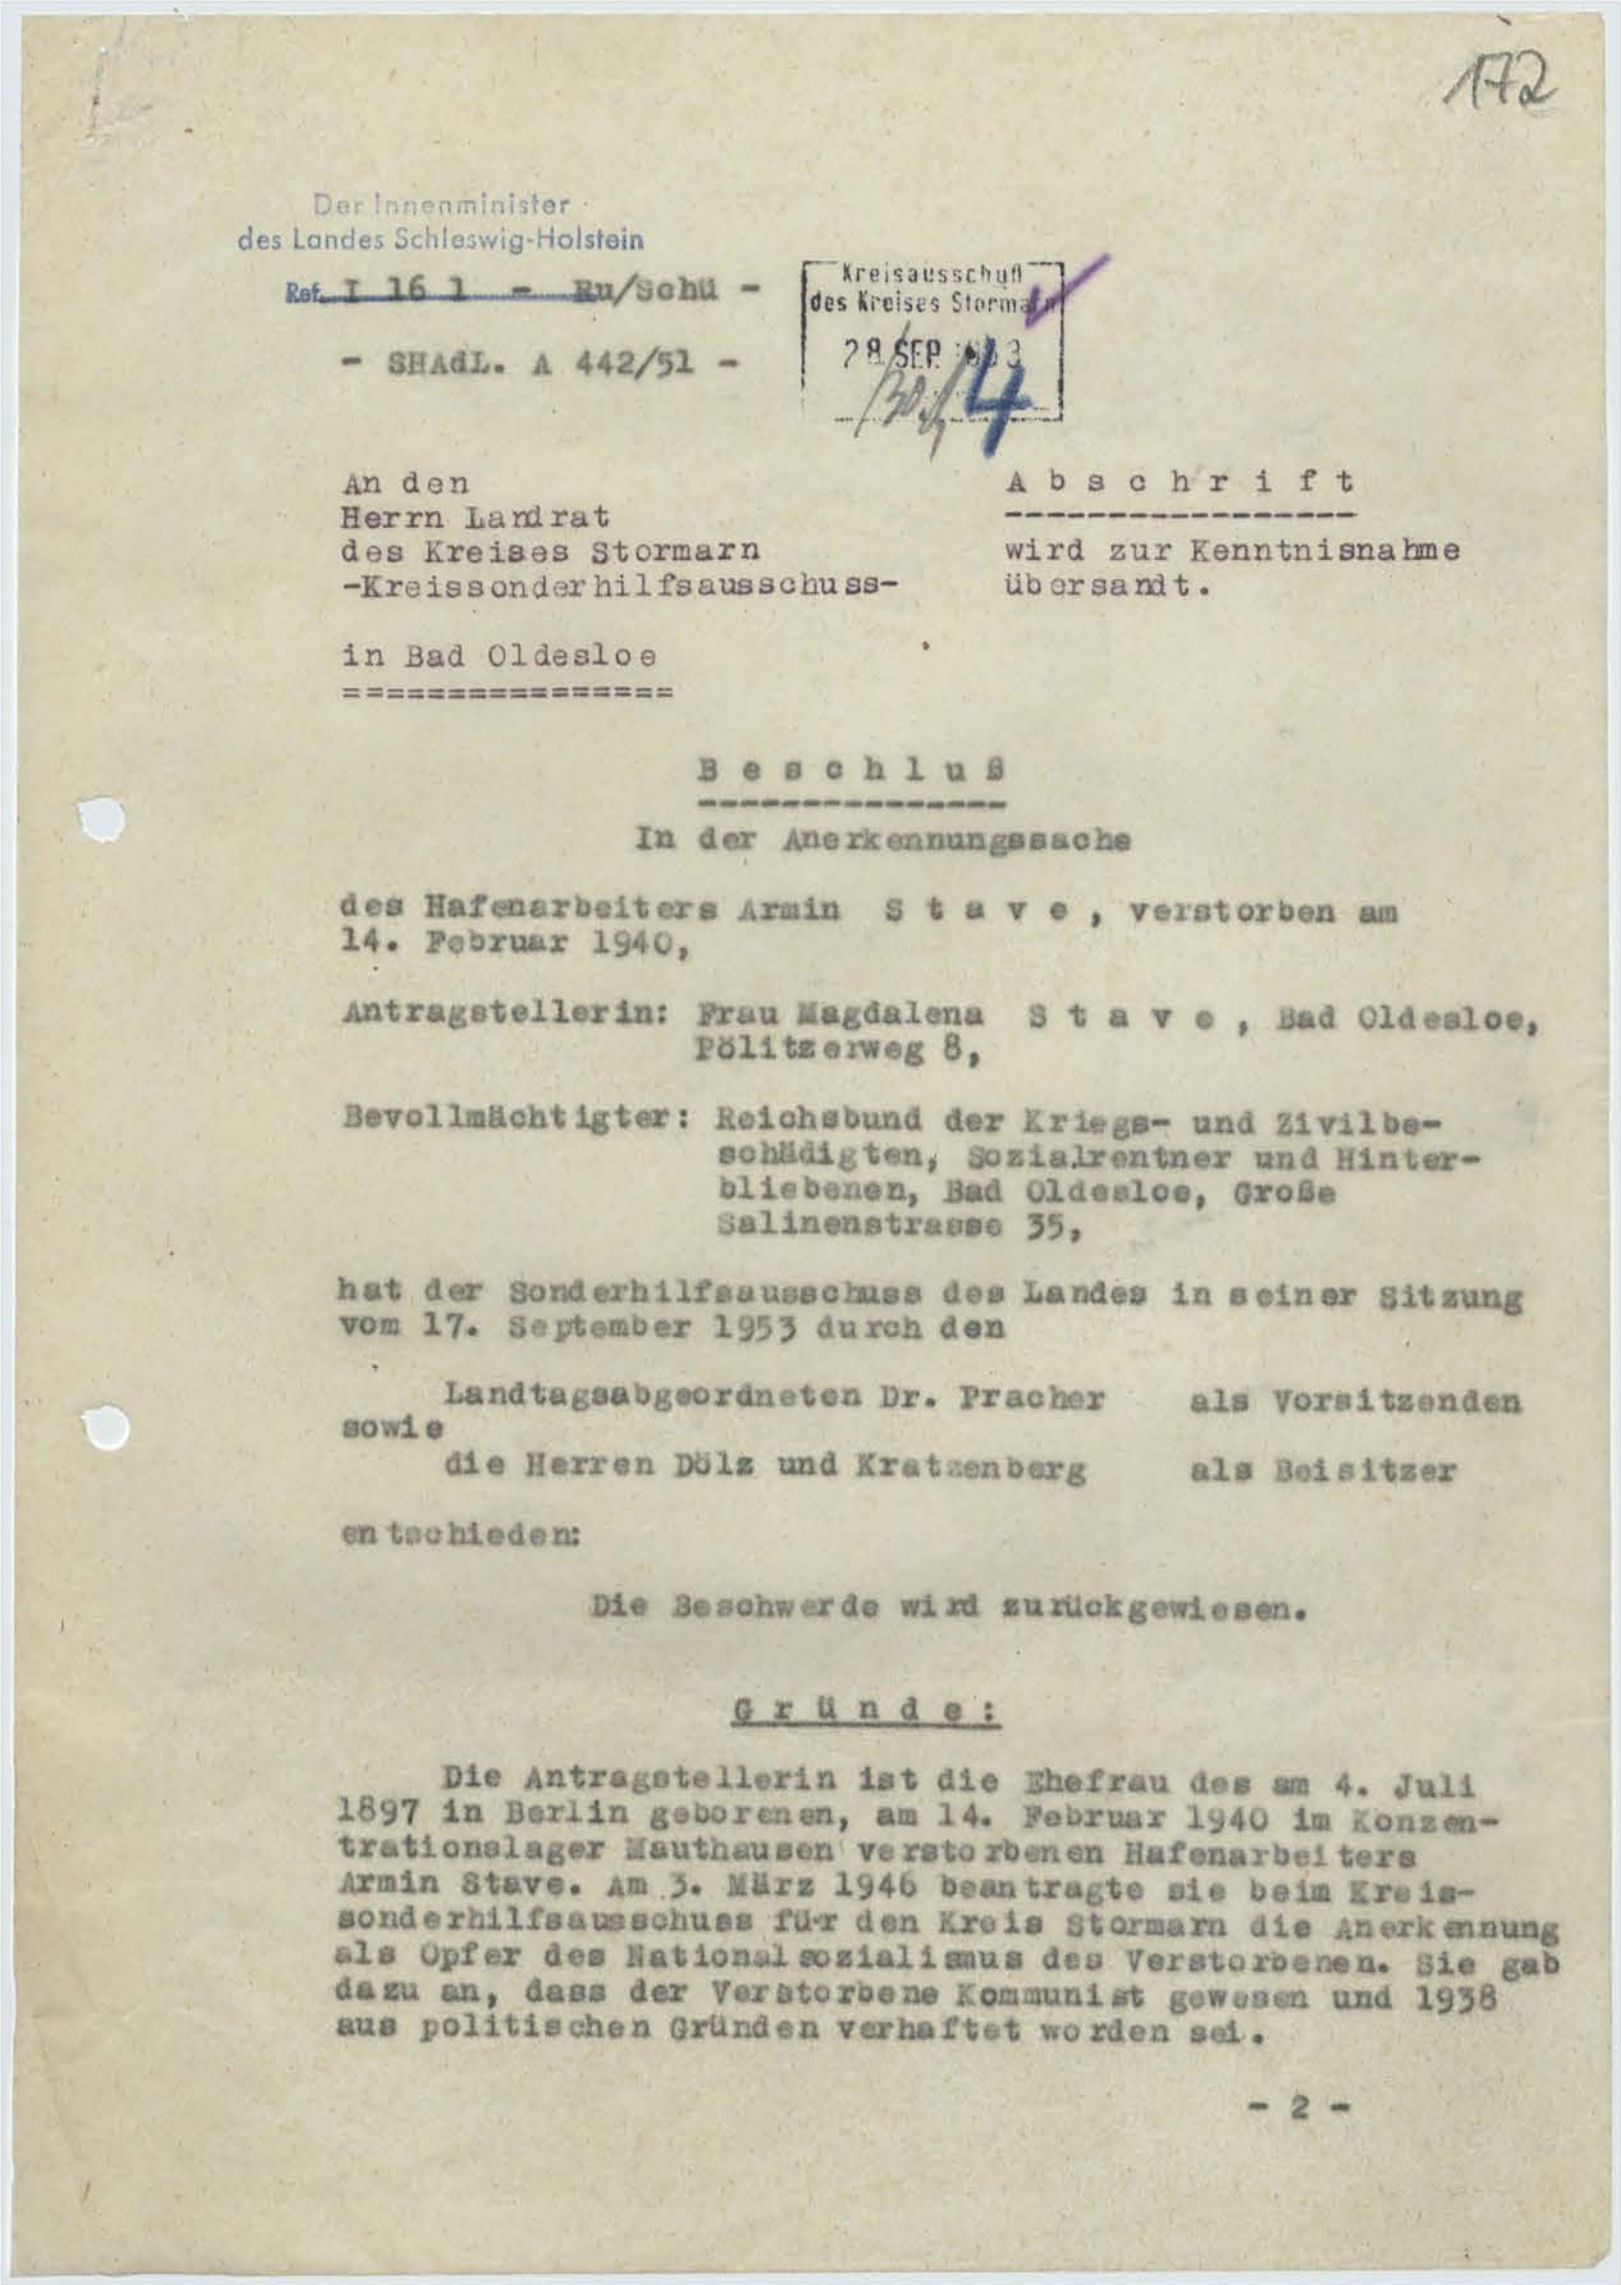 172
Der Innenminister
des Landes Schleswig-Holstein
Ref. I 16 1 - Ru/Schü -
- SHAdL. A 442/51 -
Kreisausschuß
des Kreises Stormarn
28. SEP. 1953
4
An den
Herrn Landrat
des Kreises Stormarn
-Kreissonderhilfsausschuss-
in Bad Oldesloe
================
A b s c h r i f t
-----------------
wird zur Kenntnisnahme
übersandt.
B e s c h l u ß
---------------
In der Anerkennungssache
des Hafenarbeiters Armin S t a v e , verstorben am
14. Februar 1940,
Antragstellerin: Frau Magdalena S t a v e , Bad Oldesloe,
Pölitzerweg 8,
Bevollmächtigter: Reichsbund der Kriegs- und Zivilbe-
schädigten, Sozialrentner und Hinter-
bliebenen, Bad Oldesloe, Große
Salinenstrasse 35,
hat der Sonderhilfsausschuss des Landes in seiner Sitzung
vom 17. September 1953 durch den
Landtagsabgeordneten Dr. Pracher als Vorsitzenden
sowie
die Herren Dölz und Kratzenberg als Beisitzer
entschieden:
Die Beschwerde wird zurückgewiesen.
G r ü n d e :
Die Antragstellerin ist die Ehefrau des am 4. Juli
1897 in Berlin geborenen, am 14. Februar 1940 im Konzen-
trationslager Mauthausen verstorbenen Hafenarbeiters
Armin Stave. Am 3. März 1946 beantragte sie beim Kreis-
sonderhilfsausschuss für den Kreis Stormarn die Anerkennung
als Opfer des Nationalsozialismus des Verstorbenen. Sie gab
dazu an, dass der Verstorbene Kommunist gewesen und 1938
aus politischen Gründen verhaftet worden sei.
- 2 -